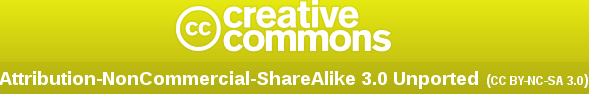 cc creative
commons
Attribution-NonCommercial-ShareAlike 3.0 Unported (CC BY-NC-SA 3.0)